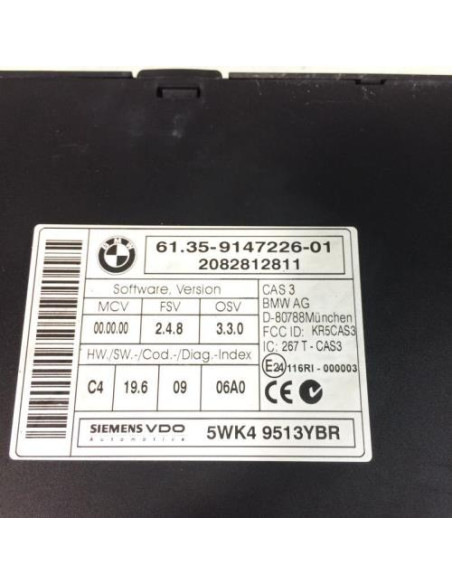 BMW
61.35-9147226-01
2082812811
Software, Version
MCV FSV OSV
00.00.00 2.4.8 3.3.0
HW./SW.-/Cod.-/Diag.-Index
C4 19.6 09 06A0
CAS 3
BMW AG
D-80788München
FCC ID: KR5CAS3
IC: 267 T - CAS3
E24 116RI - 000003
CE
SIEMENS VDO
Automotive
5WK4 9513YBR